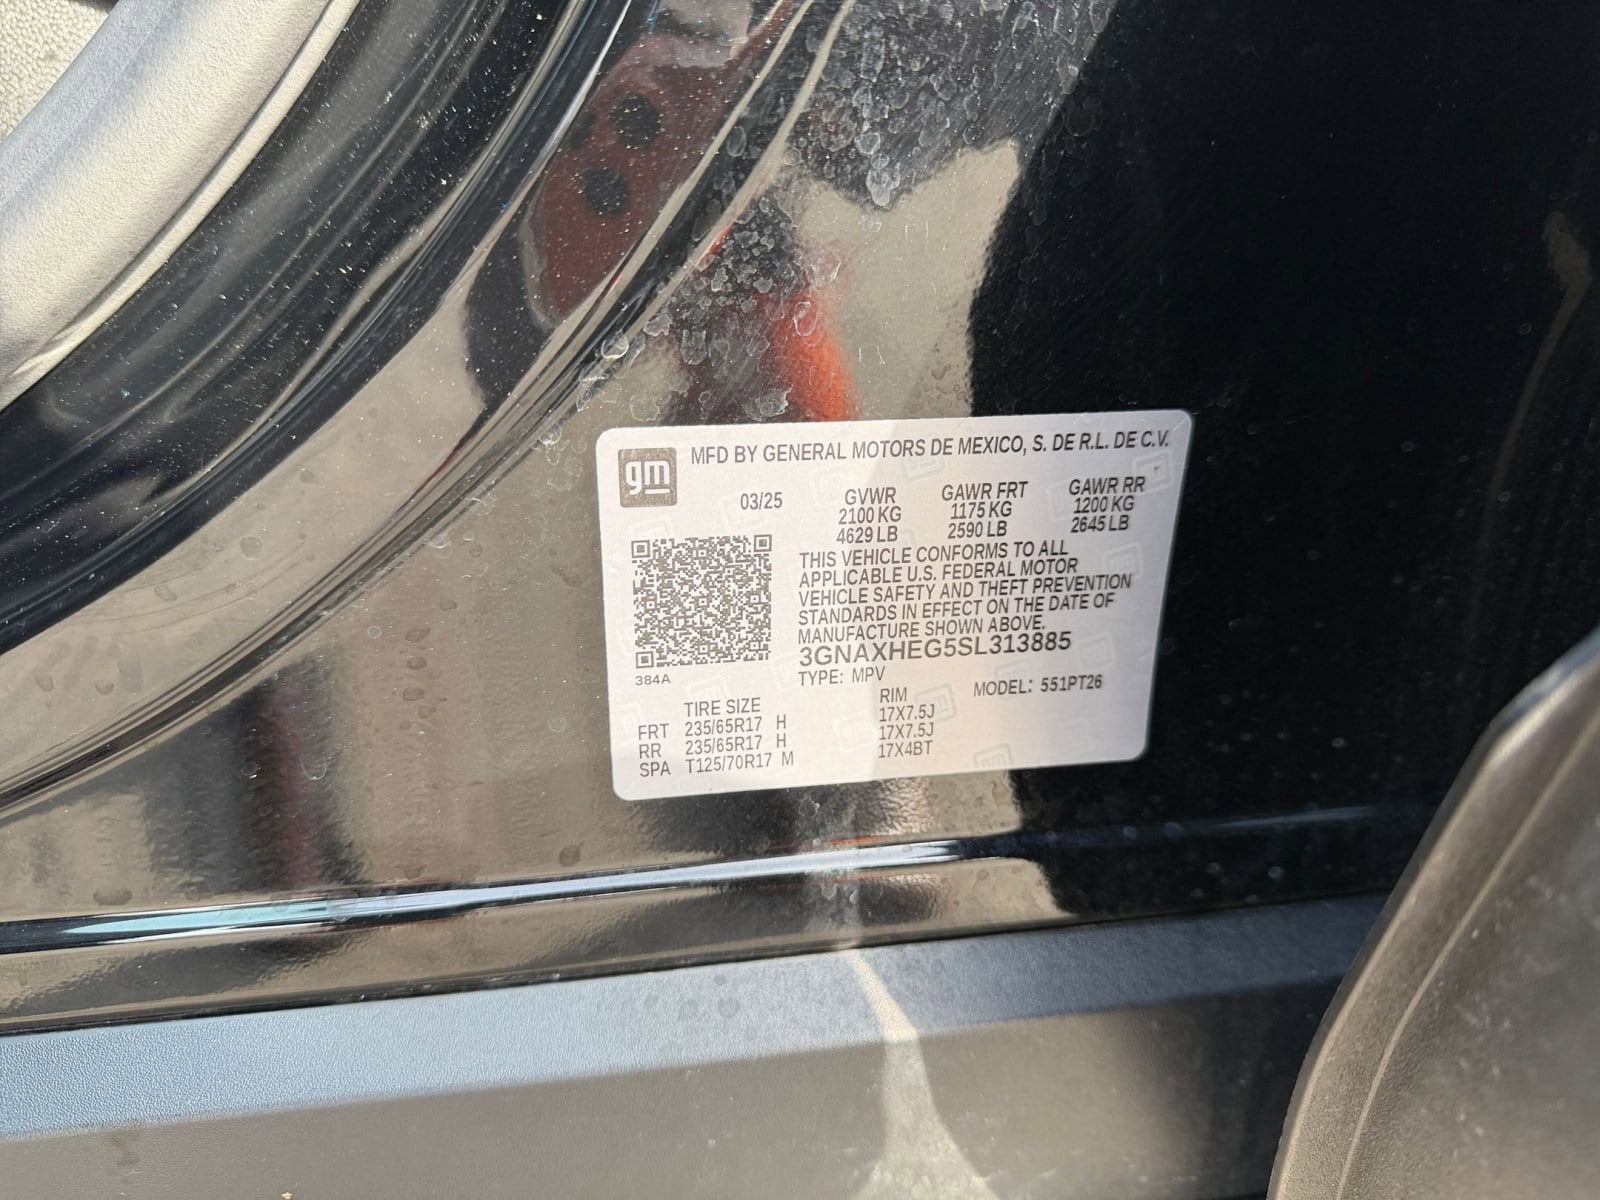 gm
MFD BY GENERAL MOTORS DE MEXICO, S. DE R.L. DE C.V.
03/25
GVWR GAWR FRT GAWR RR
2100 KG 1175 KG 1200 KG
4629 LB 2590 LB 2645 LB
THIS VEHICLE CONFORMS TO ALL
APPLICABLE U.S. FEDERAL MOTOR
VEHICLE SAFETY AND THEFT PREVENTION
STANDARDS IN EFFECT ON THE DATE OF
MANUFACTURE SHOWN ABOVE.
3GNAXHEG5SL313885
384A
TYPE: MPV
MODEL: 551PT26
TIRE SIZE RIM
FRT 235/65R17 H 17X7.5J
RR 235/65R17 H 17X7.5J
SPA T125/70R17 M 17X4BT